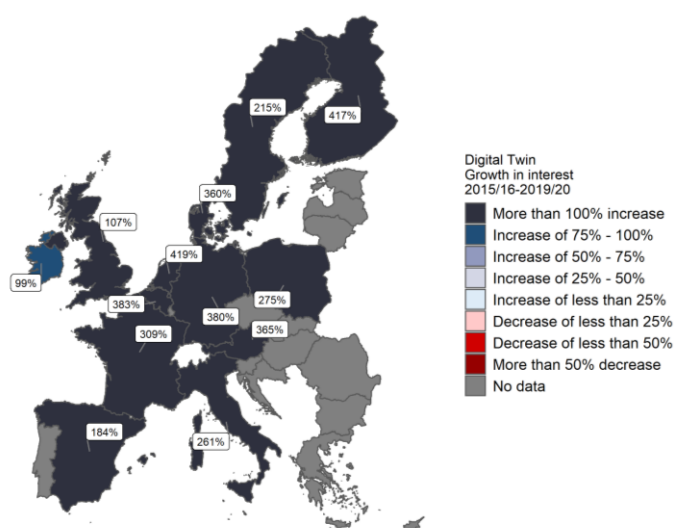 215%
417%
360%
107%
419%
99%
383%
380%
275%
365%
309%
184%
261%
Digital Twin
Growth in interest
2015/16-2019/20
More than 100% increase
Increase of 75% - 100%
Increase of 50% - 75%
Increase of 25% - 50%
Increase of less than 25%
Decrease of less than 25%
Decrease of less than 50%
More than 50% decrease
No data